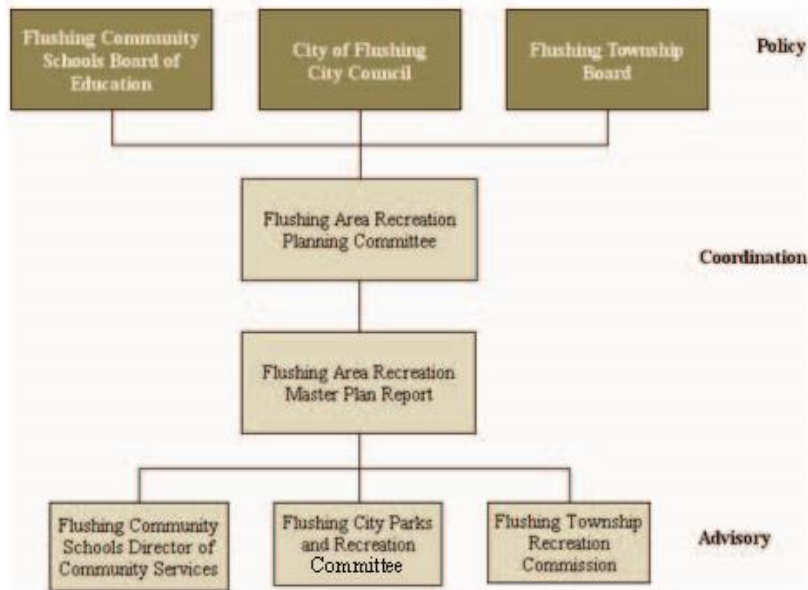 Flushing Community
Schools Board of
Education
City of Flushing
City Council
Flushing Township
Board
Policy
Flushing Area Recreation
Planning Committee
Coordination
Flushing Area Recreation
Master Plan Report
Flushing Community
Schools Director of
Community Services
Flushing City Parks
and Recreation
Committee
Flushing Township
Recreation
Commission
Advisory